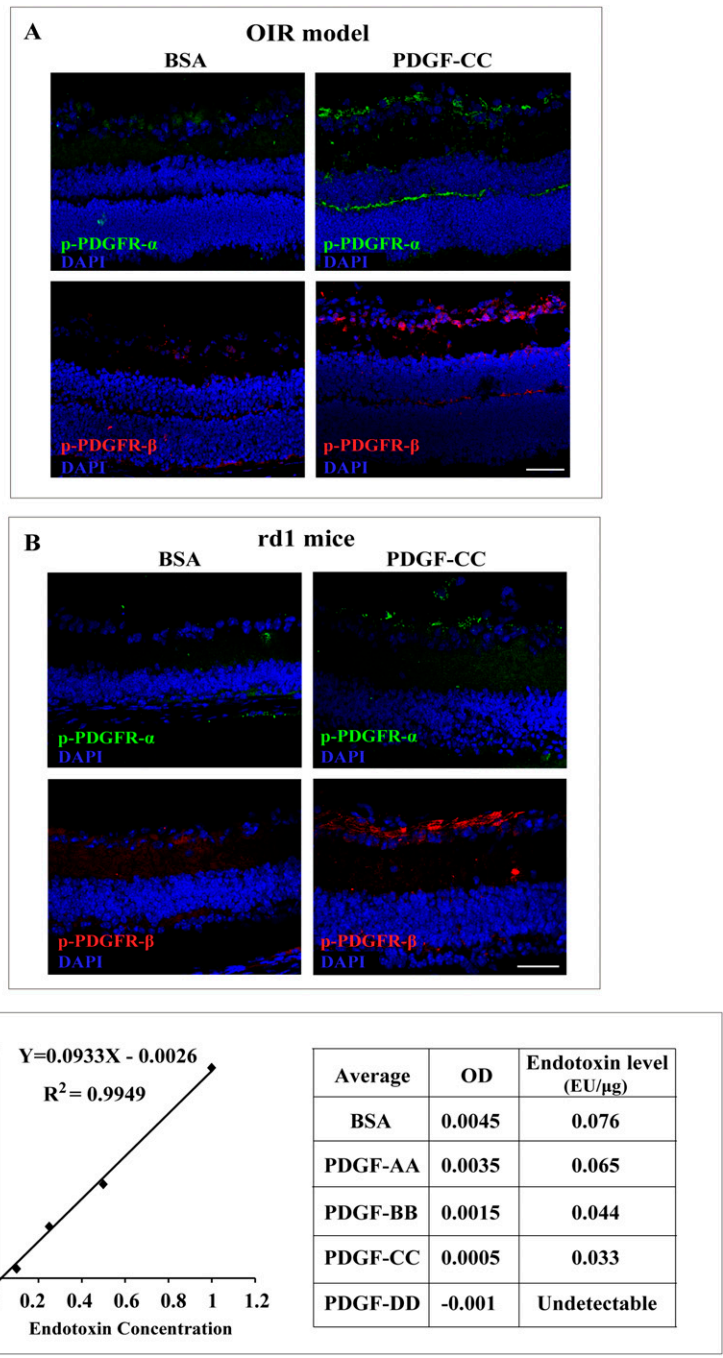 A
OIR model
BSA PDGF-CC
p-PDGFR-α
DAPI
p-PDGFR-α
DAPI
p-PDGFR-β
DAPI
p-PDGFR-β
DAPI
B
rd1 mice
BSA PDGF-CC
p-PDGFR-α
DAPI
p-PDGFR-α
DAPI
p-PDGFR-β
DAPI
p-PDGFR-β
DAPI
Y=0.0933X - 0.0026
R² = 0.9949
0.2 0.4 0.6 0.8 1 1.2
Endotoxin Concentration
Average OD Endotoxin level
(EU/µg)
BSA 0.0045 0.076
PDGF-AA 0.0035 0.065
PDGF-BB 0.0015 0.044
PDGF-CC 0.0005 0.033
PDGF-DD -0.001 Undetectable